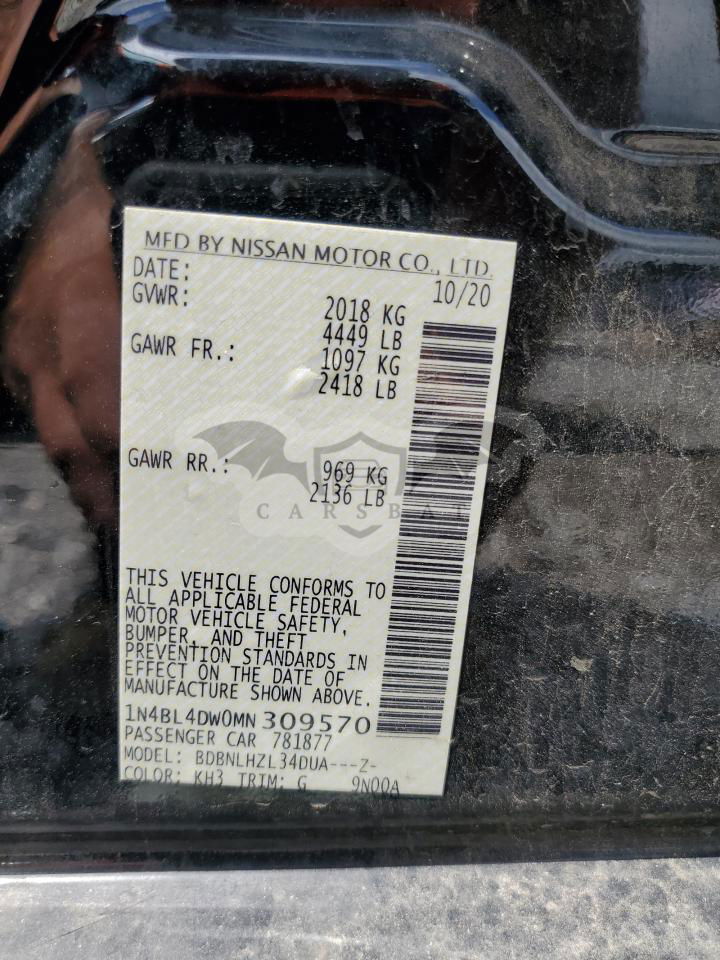 MFD BY NISSAN MOTOR CO., LTD.
DATE: 10/20
GVWR: 2018 KG
4449 LB
GAWR FR.: 1097 KG
2418 LB
GAWR RR.: 969 KG
2136 LB
CARSBAT
THIS VEHICLE CONFORMS TO
ALL APPLICABLE FEDERAL
MOTOR VEHICLE SAFETY,
BUMPER, AND THEFT
PREVENTION STANDARDS IN
EFFECT ON THE DATE OF
MANUFACTURE SHOWN ABOVE.
1N4BL4DW0MN309570
PASSENGER CAR 781877
MODEL: BDBNLHZL34DUA---Z-
COLOR: KH3 TRIM: G 9N00A